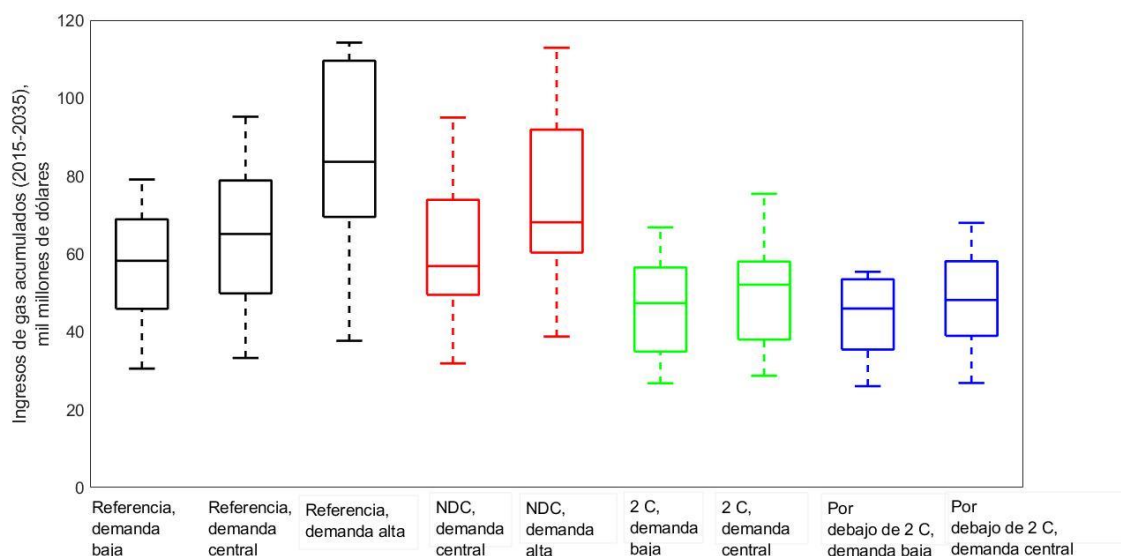 Ingresos de gas acumulados (2015-2035),
mil millones de dólares
120
100
80
60
40
20
0
Referencia,
demanda
baja
Referencia,
demanda
central
Referencia,
demanda alta
NDC,
demanda
central
NDC,
demanda
alta
2 C,
demanda
baja
2 C,
demanda
central
Por
debajo de 2 C,
demanda baja
Por
debajo de 2 C,
demanda central